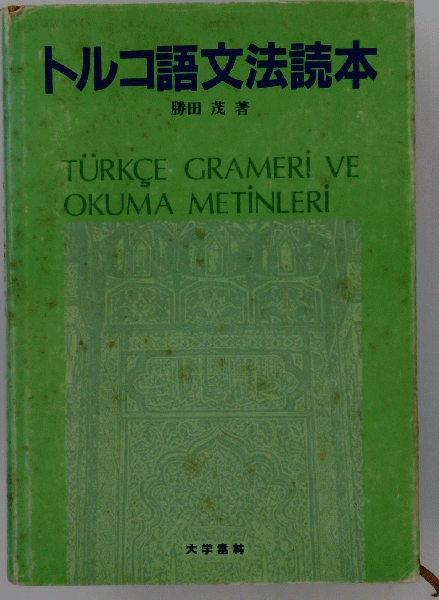 トルコ語文法読本
勝田 茂 著
TÜRKÇE GRAMERİ VE
OKUMA METİNLERİ
大学書林